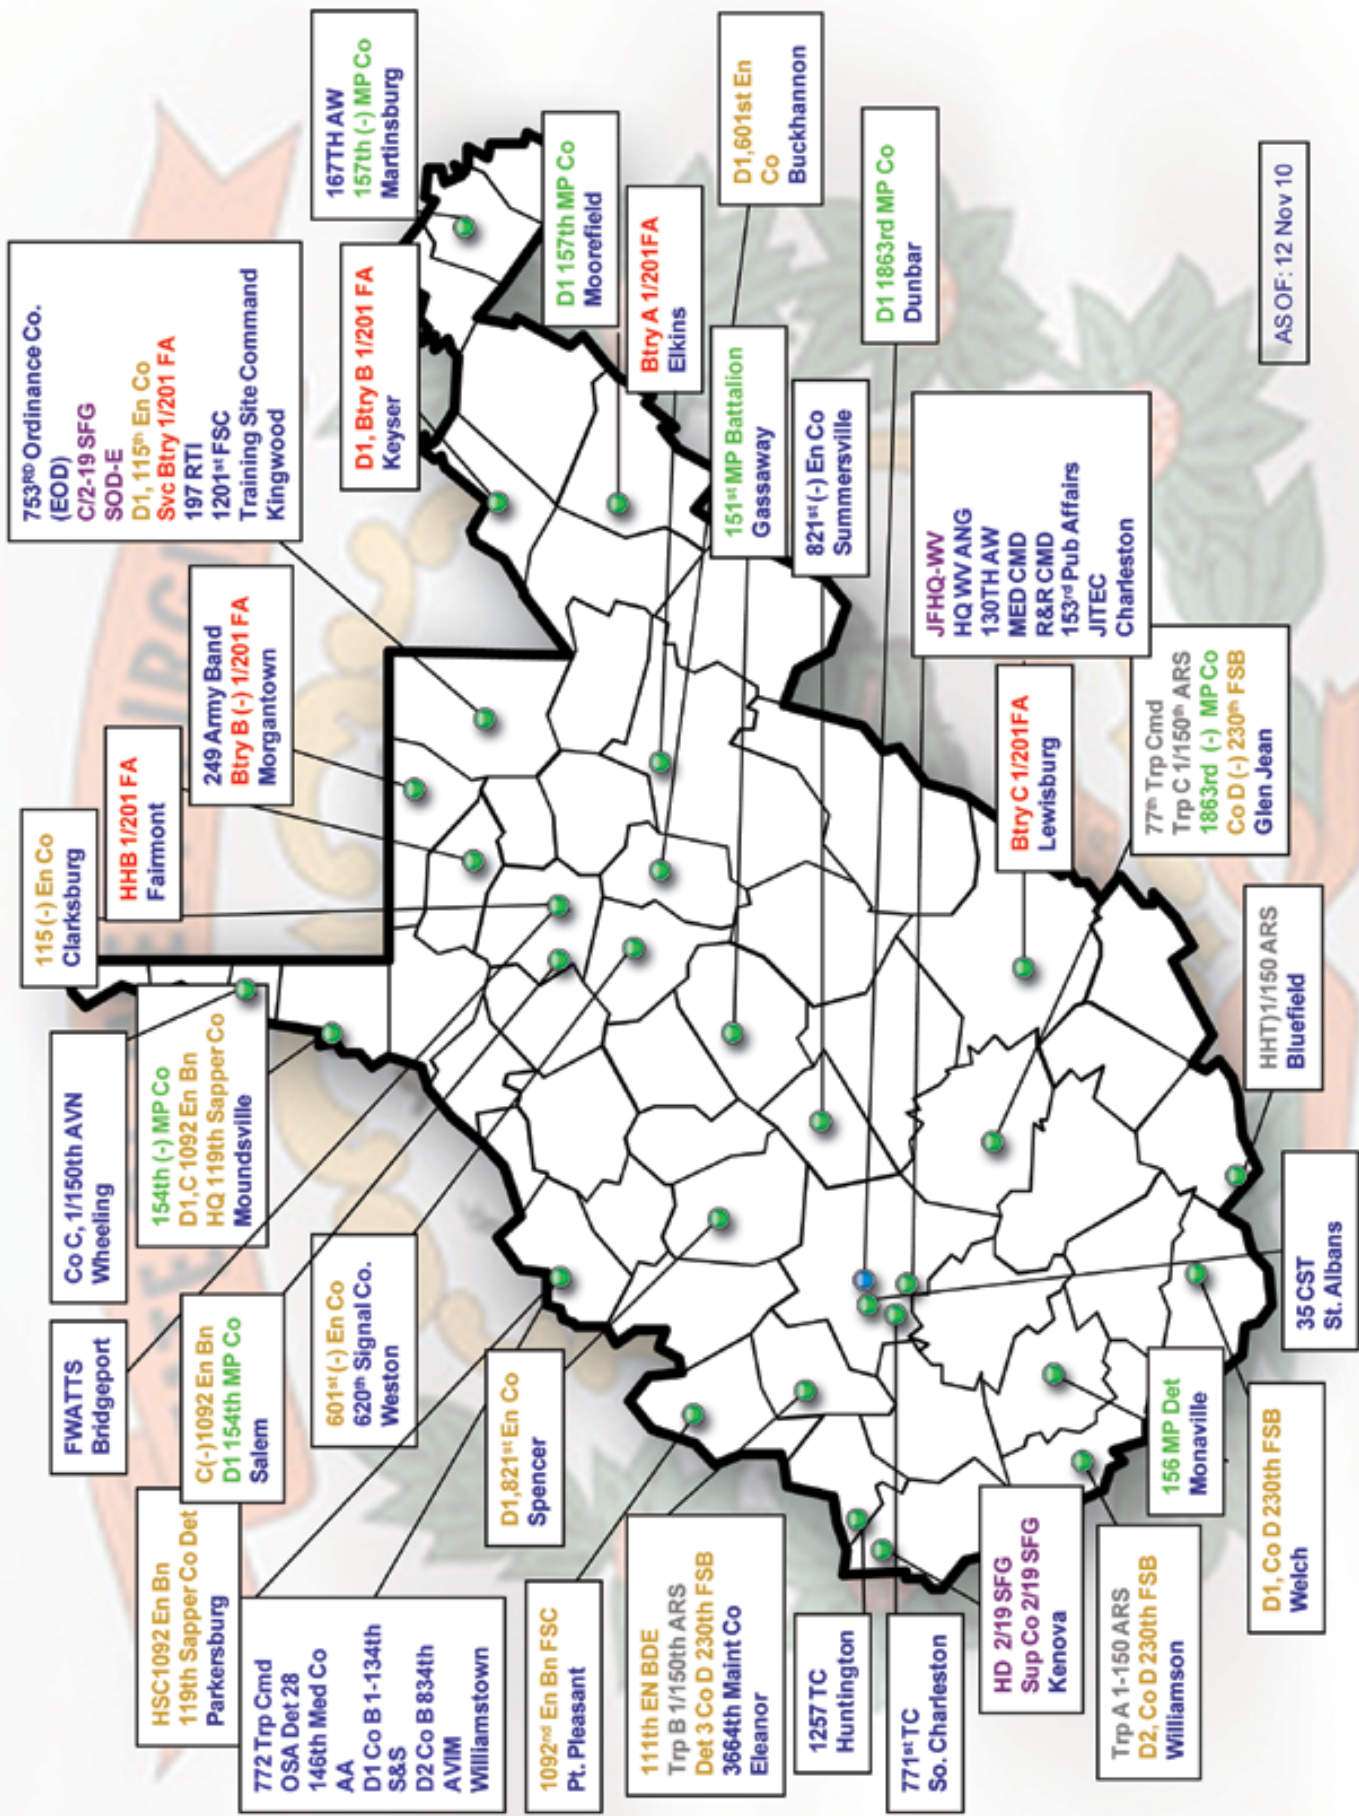 FWATTS
Bridgeport
Co C, 1/150th AVN
Wheeling
115 (-) En Co
Clarksburg
HHB 1/201 FA
Fairmont
249 Army Band
Btry B (-) 1/201 FA
Morgantown
753RD Ordinance Co.
(EOD)
C/2-19 SFG
SOD-E
D1, 115th En Co
Svc Btry 1/201 FA
197 RTI
1201st FSC
Training Site Command
Kingwood
167TH AW
157th (-) MP Co
Martinsburg
D1, Btry B 1/201 FA
Keyser
D1 157th MP Co
Moorefield
Btry A 1/201FA
Elkins
D1,601st En
Co
Buckhannon
151st MP Battalion
Gassaway
821st (-) En Co
Summersville
D1 1863rd MP Co
Dunbar
JFHQ-WV
HQ WV ANG
130TH AW
MED CMD
R&R CMD
153rd Pub Affairs
JITEC
Charleston
Btry C 1/201FA
Lewisburg
77th Trp Cmd
Trp C 1/150th ARS
1863rd (-) MP Co
Co D (-) 230th FSB
Glen Jean
HHT)1/150 ARS
Bluefield
35 CST
St. Albans
154th (-) MP Co
D1,C 1092 En Bn
HQ 119th Sapper Co
Moundsville
C(-)1092 En Bn
D1 154th MP Co
Salem
HSC1092 En Bn
119th Sapper Co Det
Parkersburg
601st (-) En Co
620th Signal Co.
Weston
772 Trp Cmd
OSA Det 28
146th Med Co
AA
D1 Co B 1-134th
S&S
D2 Co B 834th
AVIM
Williamstown
D1,821st En Co
Spencer
1092nd En Bn FSC
Pt. Pleasant
111th EN BDE
Trp B 1/150th ARS
Det 3 Co D 230th FSB
3664th Maint Co
Eleanor
1257 TC
Huntington
771st TC
So. Charleston
HD 2/19 SFG
Sup Co 2/19 SFG
Kenova
Trp A 1-150 ARS
D2, Co D 230th FSB
Williamson
156 MP Det
Monaville
D1, Co D 230th FSB
Welch
AS OF: 12 Nov 10